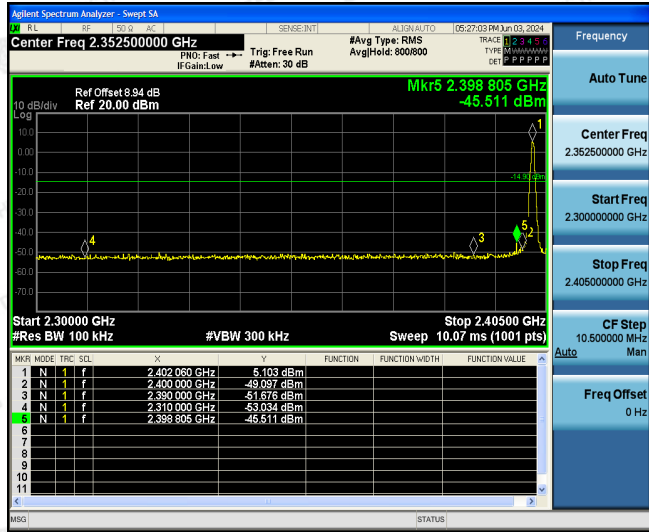 Agilent Spectrum Analyzer - Swept SA
LXI RL RF 50 Ω AC SENSE:INT ALIGN AUTO 05:27:03 PM Jun 03, 2024
Center Freq 2.352500000 GHz
PNO: Fast
IFGain:Low
Trig: Free Run
#Atten: 30 dB
#Avg Type: RMS
Avg|Hold: 800/800
TRACE 1 2 3 4 5 6
TYPE M
DET P P P P P P
Mkr5 2.398 805 GHz
-45.511 dBm
Ref Offset 8.94 dB
10 dB/div Ref 20.00 dBm
Log
10.0
0.00
-10.0
-20.0
-30.0
-40.0
-50.0
-60.0
-70.0
-14.90 dBm
1
5
2
3
4
Start 2.30000 GHz Stop 2.40500 GHz
#Res BW 100 kHz #VBW 300 kHz Sweep 10.07 ms (1001 pts)
MKR MODE TRC SCL X Y FUNCTION FUNCTION WIDTH FUNCTION VALUE
1 N 1 f 2.402 060 GHz 5.103 dBm
2 N 1 f 2.400 000 GHz -49.097 dBm
3 N 1 f 2.390 000 GHz -51.676 dBm
4 N 1 f 2.310 000 GHz -53.034 dBm
5 N 1 f 2.398 805 GHz -45.511 dBm
6
7
8
9
10
11
MSG STATUS
Frequency
Auto Tune
Center Freq
2.352500000 GHz
Start Freq
2.300000000 GHz
Stop Freq
2.405000000 GHz
CF Step
10.500000 MHz
Auto Man
Freq Offset
0 Hz